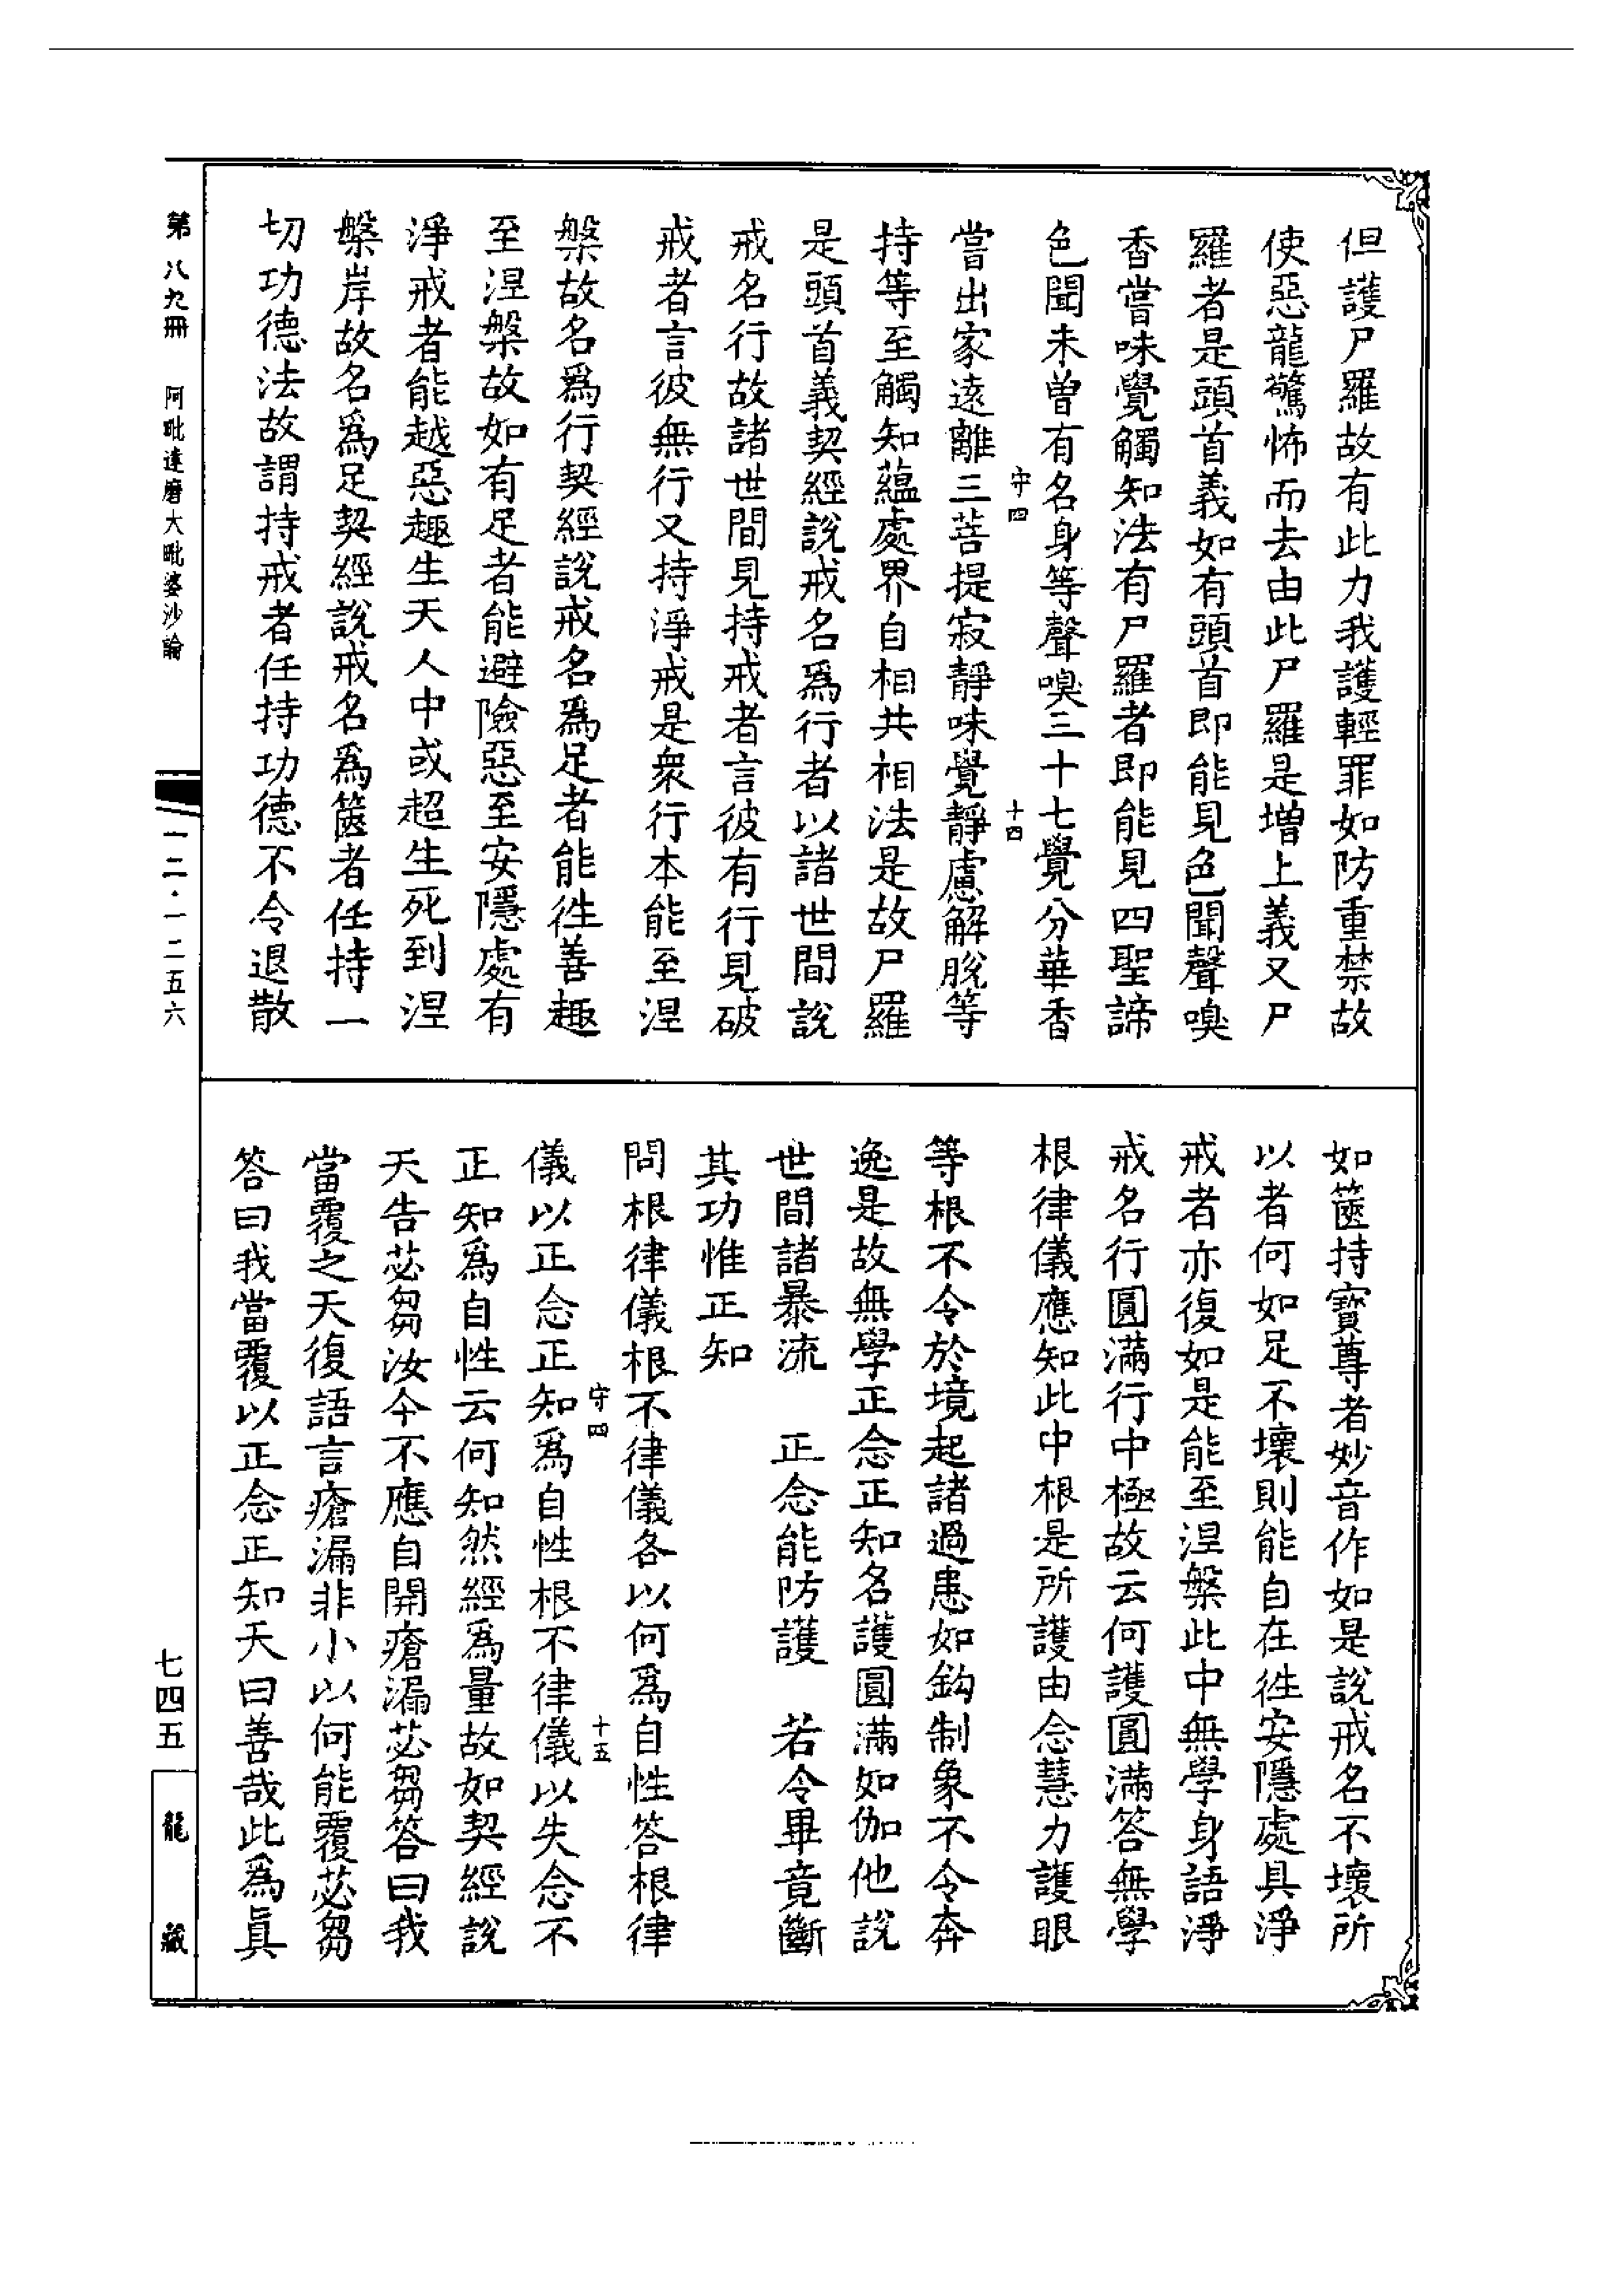 但護尸羅故有此力我護輕罪如防重禁故
使惡龍驚怖而去由此尸羅是增上義又尸
羅者是頭首義如有頭首即能見色聞聲嗅
香嘗味覺觸知法有尸羅者即能見四聖諦
色聞未曾有名身等聲嗅三十七覺分華香
守四
十四
嘗出家遠離三菩提寂靜味覺靜慮解脫等
持等至觸知蘊處界自相共相法是故尸羅
是頭首義契經說戒名爲行者以諸世間說
戒名行故諸世間見持戒者言彼有行見破
戒者言彼無行又持淨戒是衆行本能至涅
槃故名爲行契經說戒名爲足者能徃善趣
至涅槃故如有足者能避險惡至安隱處有
淨戒者能越惡趣生天人中或超生死到涅
槃岸故名爲足契經說戒名爲篋者任持一
切功德法故謂持戒者任持功德不令退散
如篋持寶尊者妙音作如是說戒名不壞所
以者何如足不壞則能自在徃安隱處具淨
戒者亦復如是能至涅槃此中無學身語淨
戒名行圓滿行中極故云何護圓滿答無學
根律儀應知此中根是所護由念慧力護眼
等根不令於境起諸過患如鈎制象不令奔
逸是故無學正念正知名護圓滿如伽他說
世間諸暴流　正念能防護　若令畢竟斷
其功惟正知
問根律儀根不律儀各以何爲自性答根律
守四
十五
儀以正念正知爲自性根不律儀以失念不
正知爲自性云何知然經爲量故如契經說
天告苾芻汝今不應自開瘡漏苾芻答曰我
當覆之天復語言瘡漏非小以何能覆苾芻
答曰我當覆以正念正知天曰善哉此爲真
第八九冊　阿毗達磨大毗婆沙論
一二·一二五六
七四五
龍藏